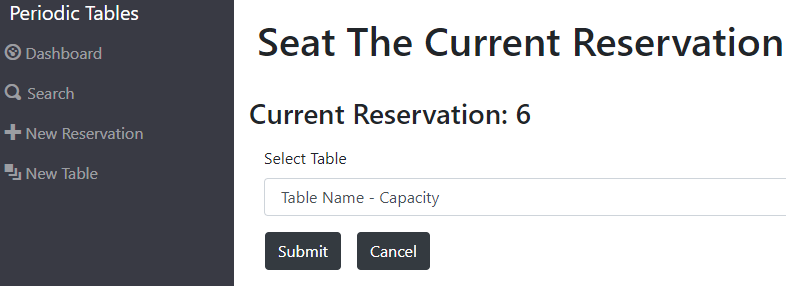 Periodic Tables
Dashboard
Search
New Reservation
New Table
Seat The Current Reservation
Current Reservation: 6
Select Table
Table Name - Capacity
Submit
Cancel